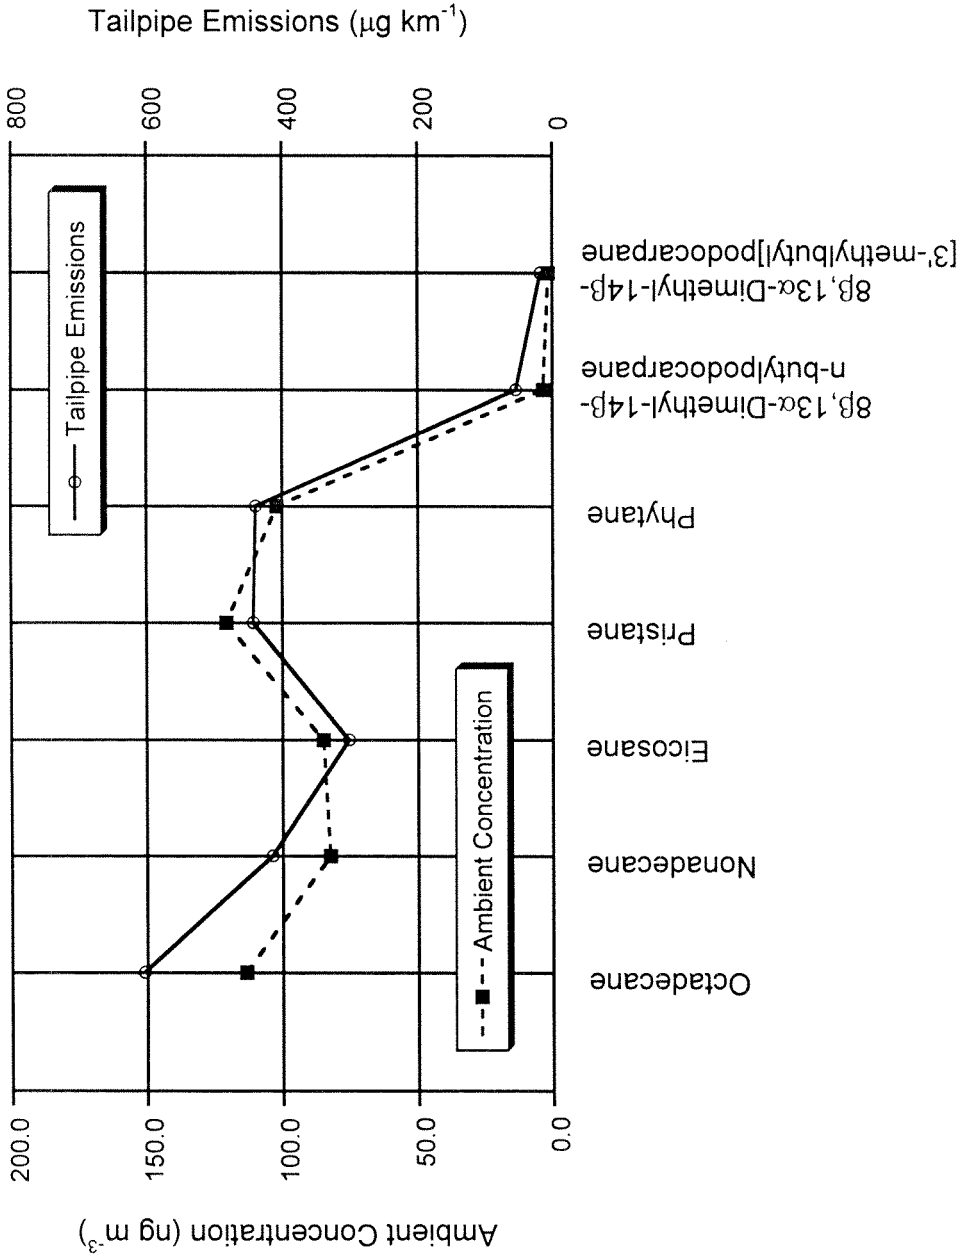 Tailpipe Emissions (μg km⁻¹)
800
600
400
200
0
Tailpipe Emissions
8β,13α-Dimethyl-14β-
[3'-methylbutyl]podocarpane
8β,13α-Dimethyl-14β-
n-butylpodocarpane
Phytane
Pristane
Eicosane
Nonadecane
Octadecane
Ambient Concentration
200.0
150.0
100.0
50.0
0.0
Ambient Concentration (ng m⁻³)